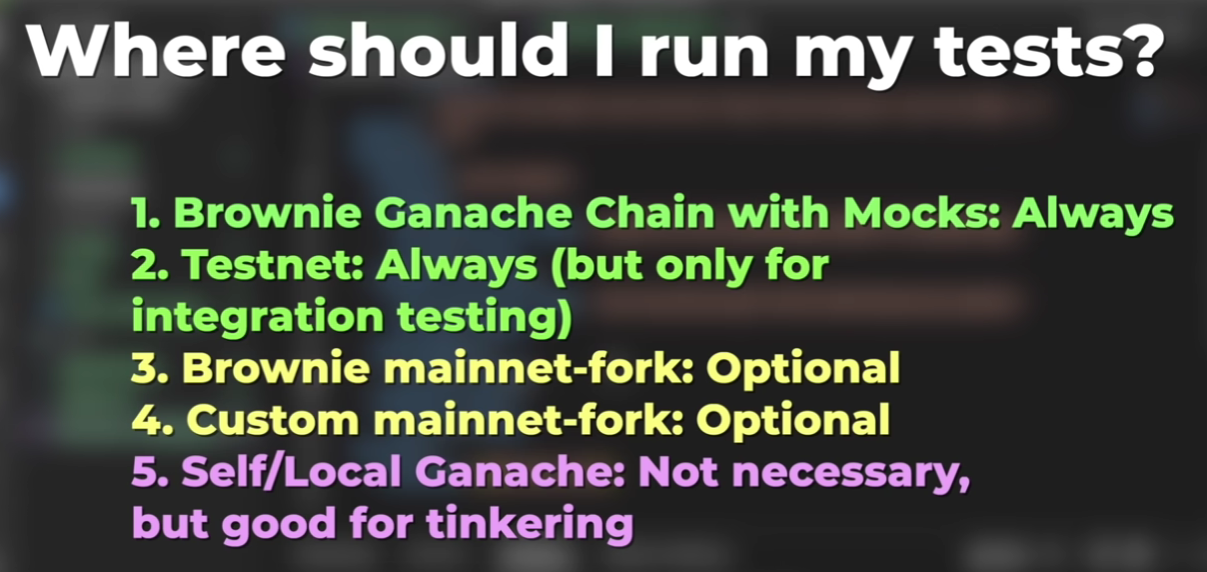 Where should I run my tests?
1. Brownie Ganache Chain with Mocks: Always
2. Testnet: Always (but only for
integration testing)
3. Brownie mainnet-fork: Optional
4. Custom mainnet-fork: Optional
5. Self/Local Ganache: Not necessary,
but good for tinkering